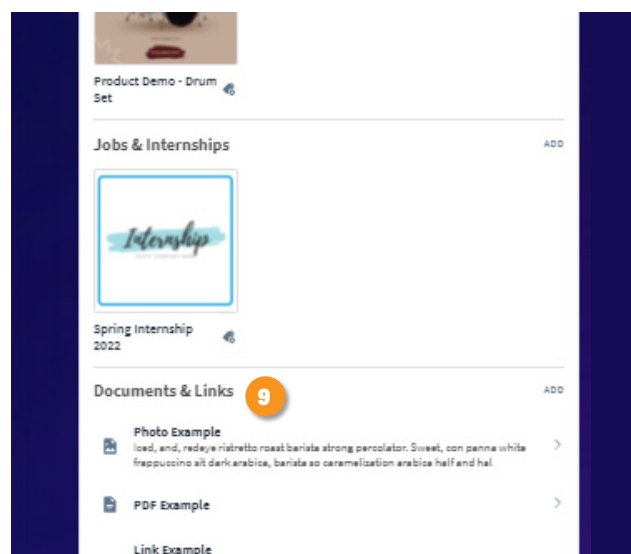 Product Demo - Drum
Set
Jobs & Internships
ADD
Internship
Spring Internship
2022
Documents & Links
9
ADD
Photo Example
Iced, and, redeye ristretto roast barista strong percolator. Sweet, con panna white
frappuccino sit dark arabica, barista so caramelization arabica half and hal
PDF Example
Link Example